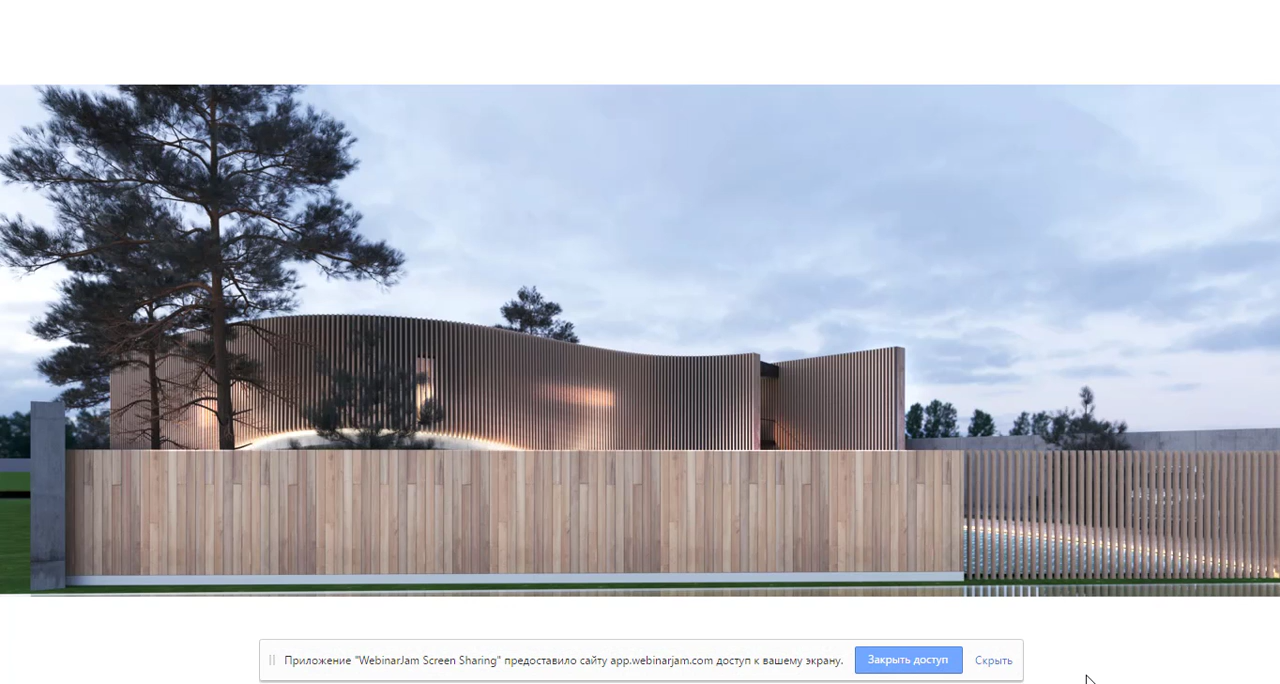 Приложение "WebinarJam Screen Sharing" предоставило сайту app.webinarjam.com доступ к вашему экрану.
Закрыть доступ
Скрыть